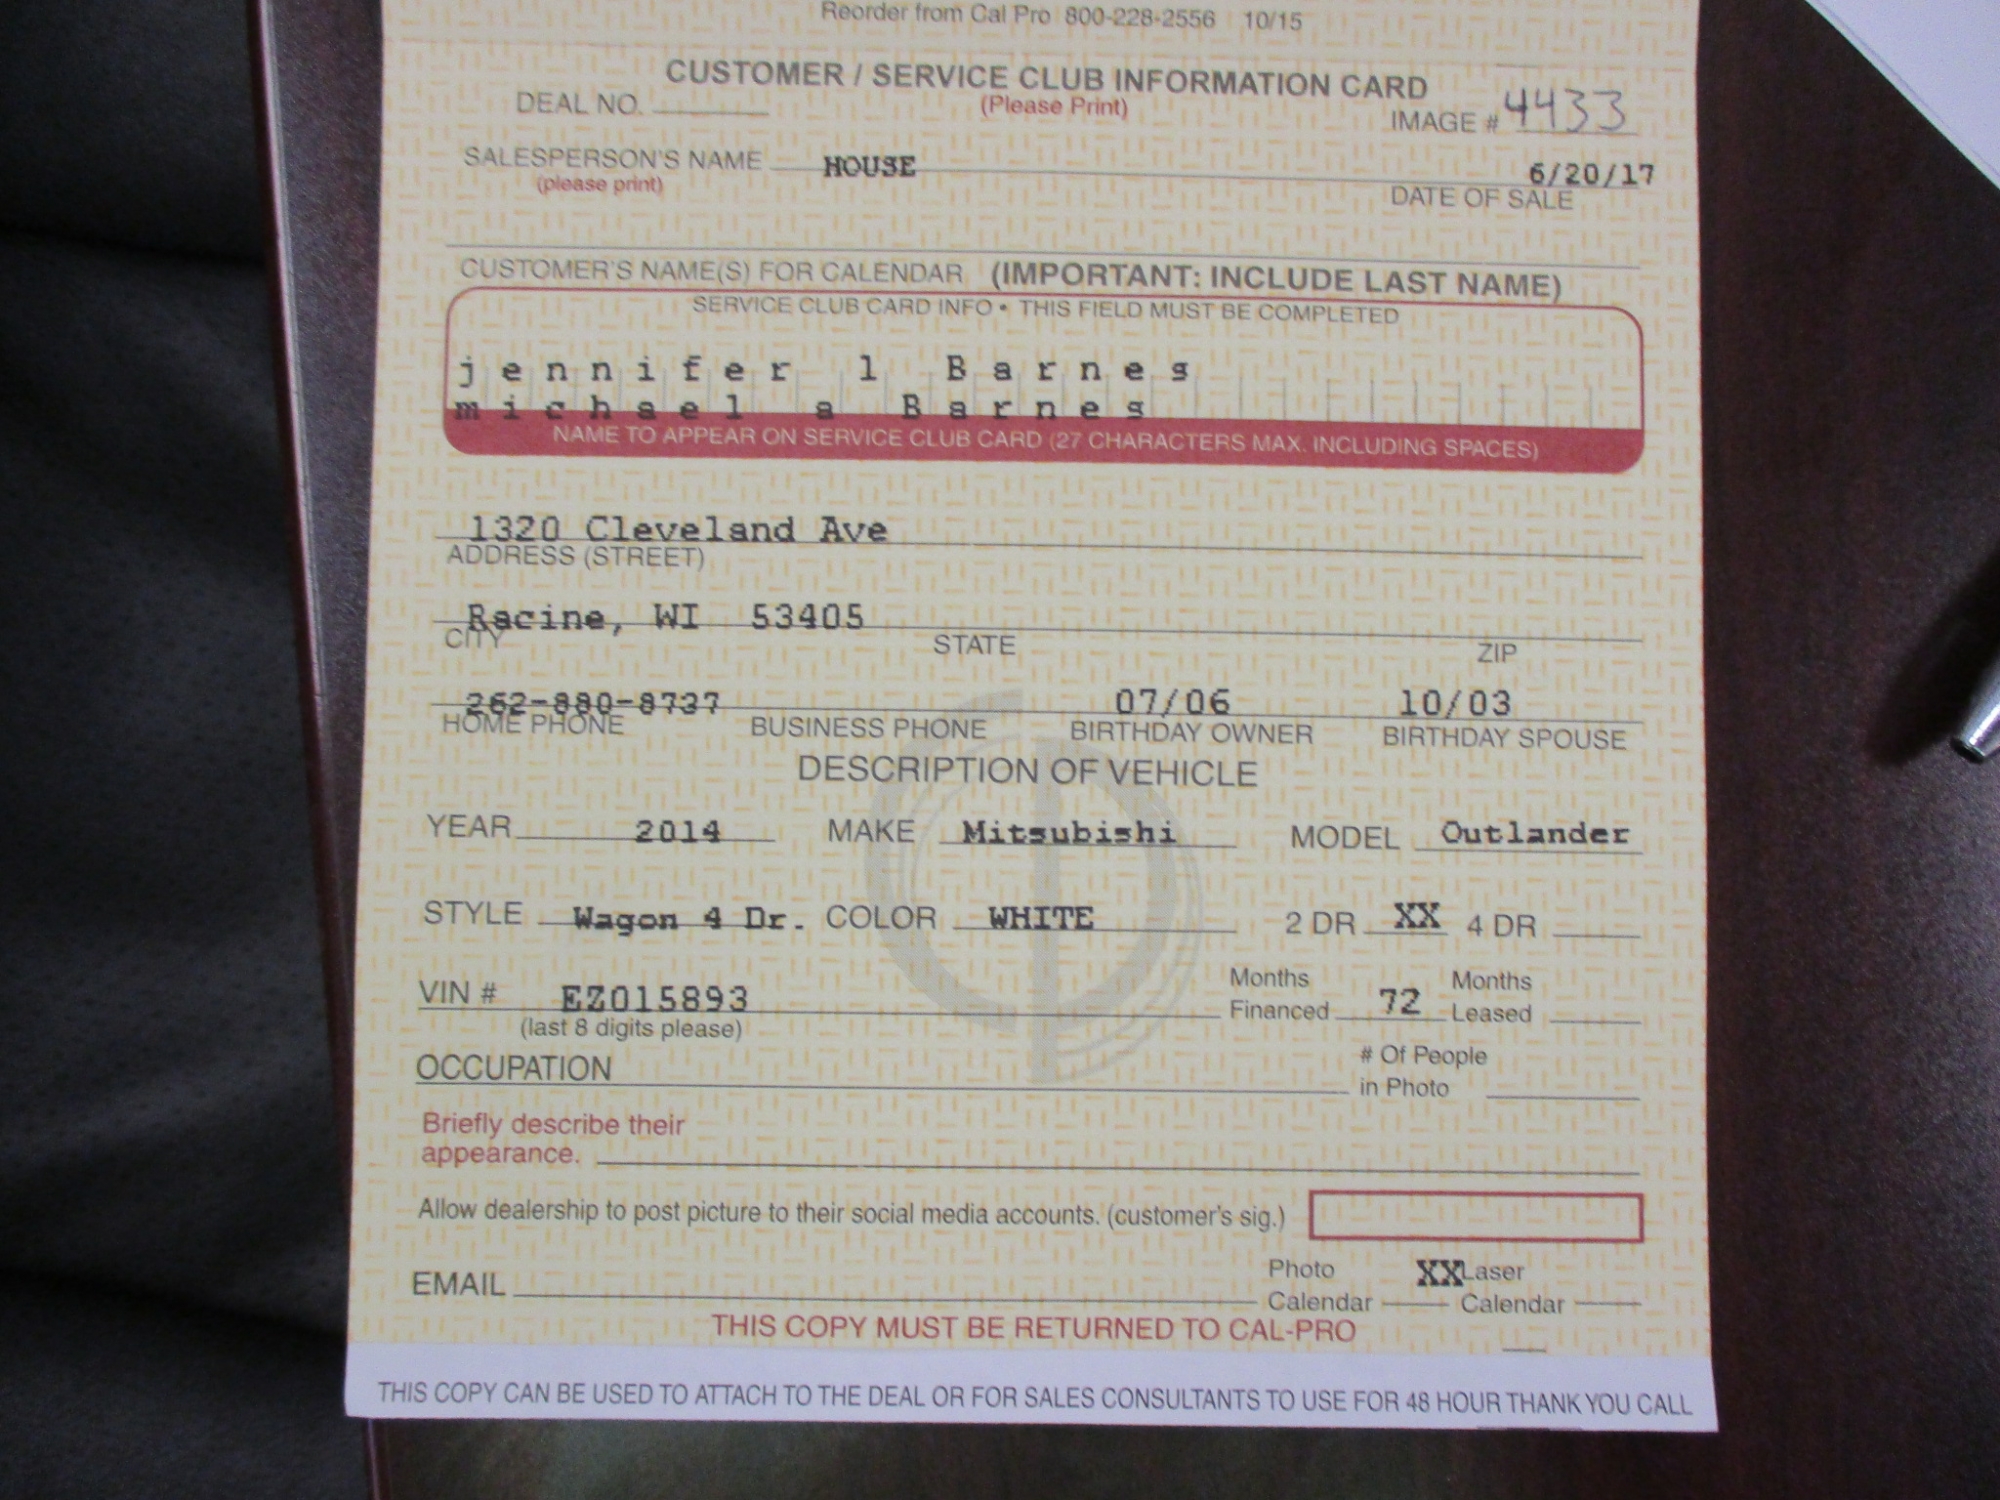 Reorder from Cal Pro 800-228-2556 10/15
CUSTOMER / SERVICE CLUB INFORMATION CARD
DEAL NO. (Please Print) IMAGE # 4433
SALESPERSON'S NAME HOUSE 6/20/17
(please print) DATE OF SALE
CUSTOMER'S NAME(S) FOR CALENDAR (IMPORTANT: INCLUDE LAST NAME)
SERVICE CLUB CARD INFO • THIS FIELD MUST BE COMPLETED
jennifer l Barnes
michael a Barnes
NAME TO APPEAR ON SERVICE CLUB CARD (27 CHARACTERS MAX. INCLUDING SPACES)
1320 Cleveland Ave
ADDRESS (STREET)
Racine, WI 53405
CITY STATE ZIP
262-880-8737 07/06 10/03
HOME PHONE BUSINESS PHONE BIRTHDAY OWNER BIRTHDAY SPOUSE
DESCRIPTION OF VEHICLE
YEAR 2014 MAKE Mitsubishi MODEL Outlander
STYLE Wagon 4 Dr. COLOR WHITE 2 DR XX 4 DR
VIN # EZ015893 Months Financed 72 Months Leased
(last 8 digits please)
OCCUPATION # Of People in Photo
Briefly describe their
appearance.
Allow dealership to post picture to their social media accounts. (customer's sig.)
EMAIL Photo Calendar XX Laser Calendar
THIS COPY MUST BE RETURNED TO CAL-PRO
THIS COPY CAN BE USED TO ATTACH TO THE DEAL OR FOR SALES CONSULTANTS TO USE FOR 48 HOUR THANK YOU CALL